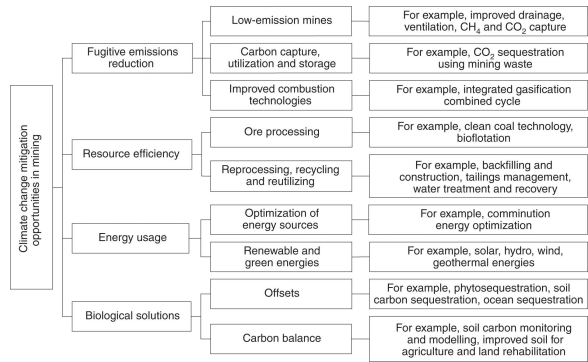 Climate change mitigation
opportunities in mining
Fugitive emissions
reduction
Low-emission mines
For example, improved drainage,
ventilation, CH₄ and CO₂ capture
Carbon capture,
utilization and storage
For example, CO₂ sequestration
using mining waste
Improved combustion
technologies
For example, integrated gasification
combined cycle
Resource efficiency
Ore processing
For example, clean coal technology,
bioflotation
Reprocessing, recycling
and reutilizing
For example, backfilling and
construction, tailings management,
water treatment and recovery
Energy usage
Optimization of
energy sources
For example, comminution
energy optimization
Renewable and
green energies
For example, solar, hydro, wind,
geothermal energies
Biological solutions
Offsets
For example, phytosequestration, soil
carbon sequestration, ocean sequestration
Carbon balance
For example, soil carbon monitoring
and modelling, improved soil for
agriculture and land rehabilitation